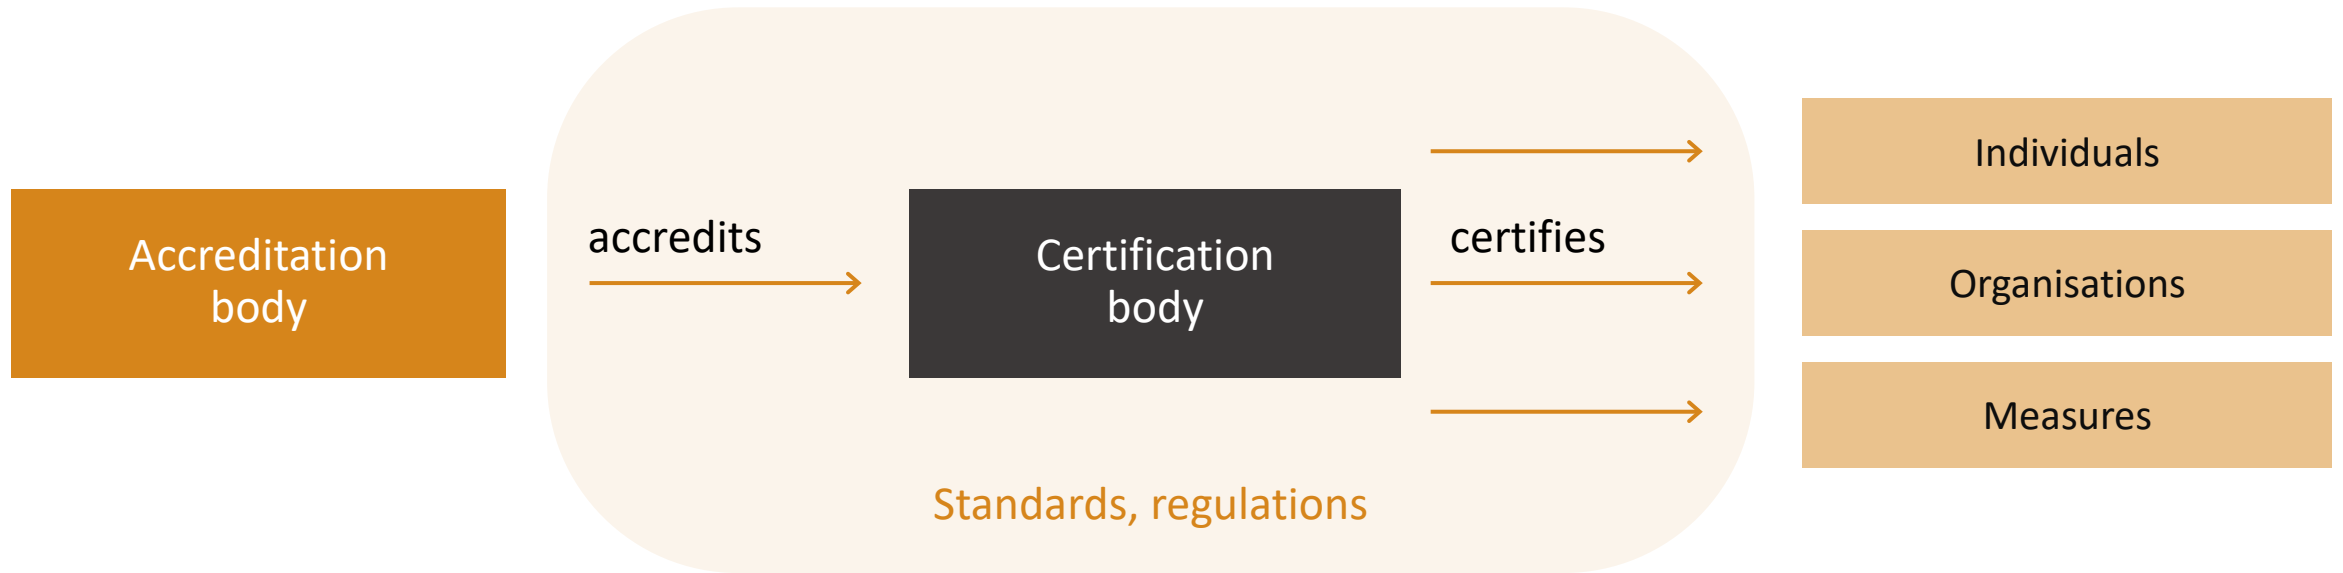 Accreditation
body
accredits
Certification
body
certifies
Individuals
Organisations
Measures
Standards, regulations